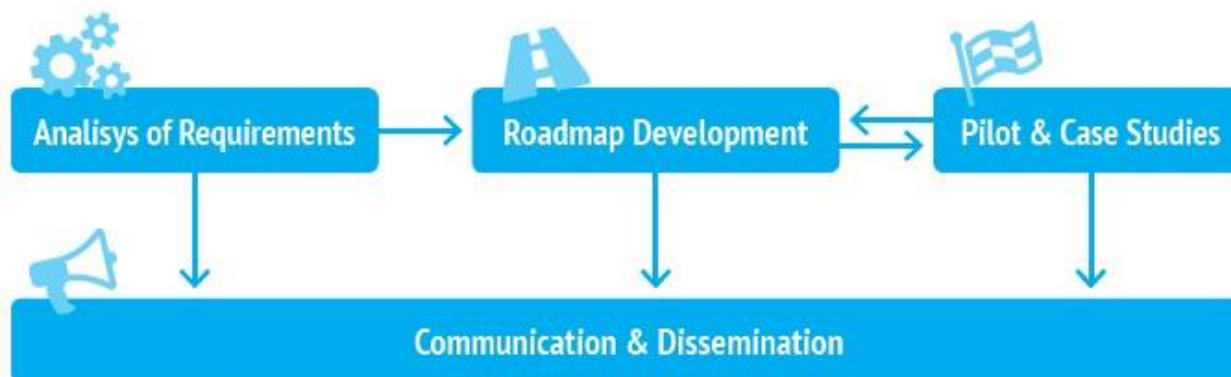 Analisys of Requirements
Roadmap Development
Pilot & Case Studies
Communication & Dissemination